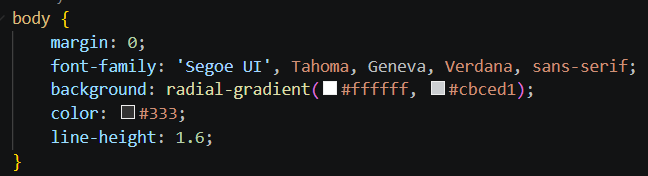 body {
margin: 0;
font-family: 'Segoe UI', Tahoma, Geneva, Verdana, sans-serif;
background: radial-gradient(#ffffff, #cbced1);
color: #333;
line-height: 1.6;
}